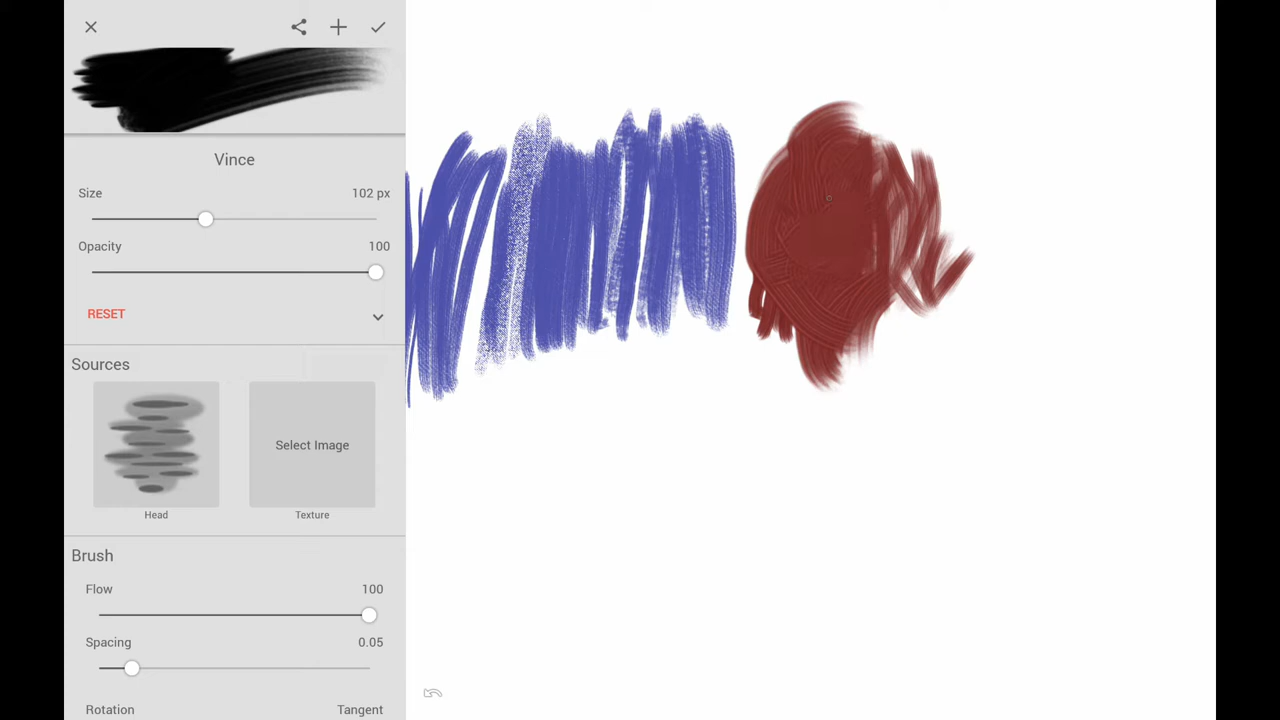 Vince
Size 102 px
Opacity 100
RESET
Sources
Select Image
Head Texture
Brush
Flow 100
Spacing 0.05
Rotation Tangent